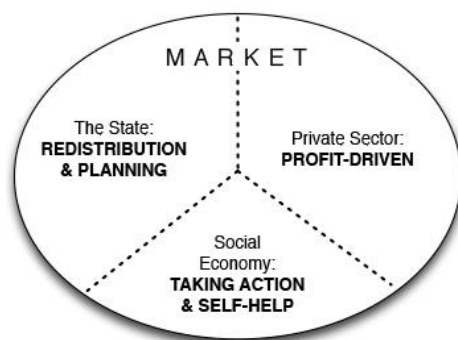 MARKET
The State:
REDISTRIBUTION
& PLANNING
Private Sector:
PROFIT-DRIVEN
Social
Economy:
TAKING ACTION
& SELF-HELP